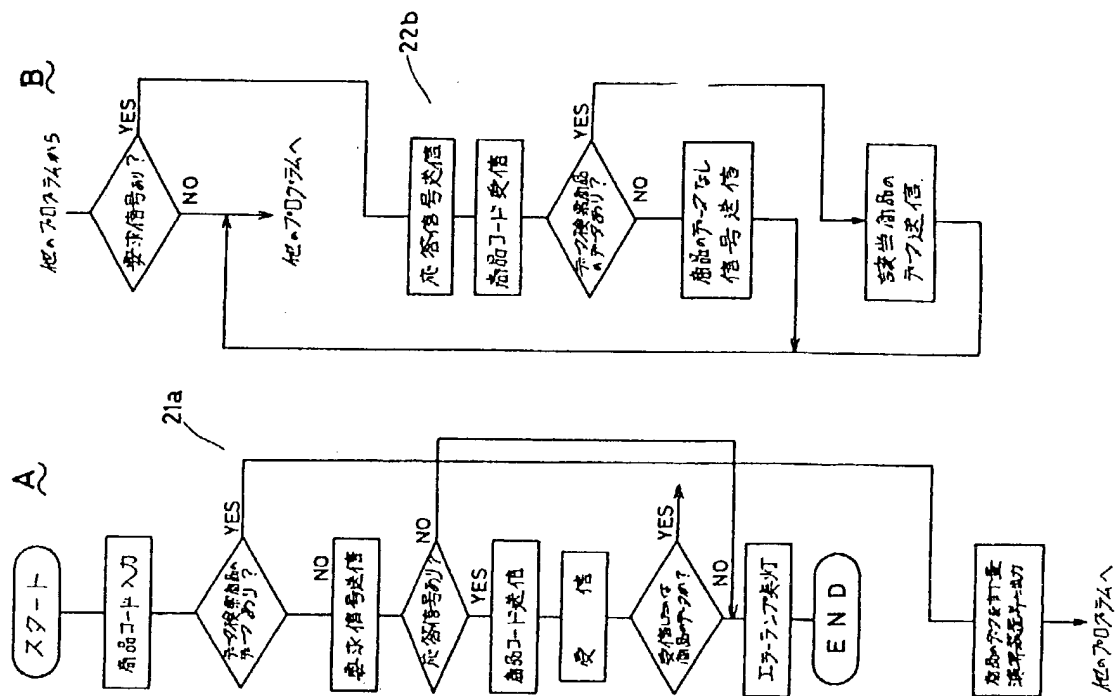 A
21a
スタート
商品コード入力
データ検索商品の
データあり?
YES
NO
要求信号送信
応答信号あり?
NO
YES
商品コード送信
受信
受信したのは
商品のデータか?
YES
NO
エラーランプ点灯
END
他のプログラムへ
B
22b
他のプログラムから
要求信号あり?
YES
NO
他のプログラムへ
応答信号送信
商品コード受信
データ検索商品
のデータあり?
YES
NO
商品のデータなし
信号送信
該当商品の
データ送信